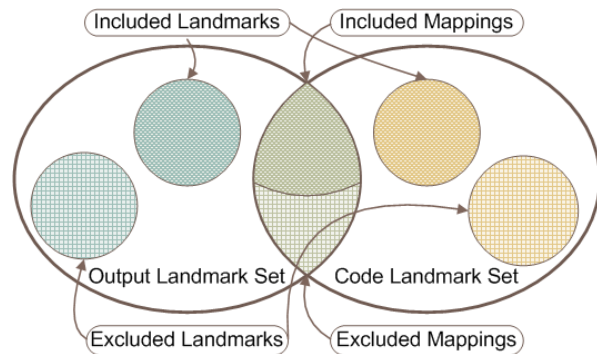 Included Landmarks
Included Mappings
Output Landmark Set
Code Landmark Set
Excluded Landmarks
Excluded Mappings